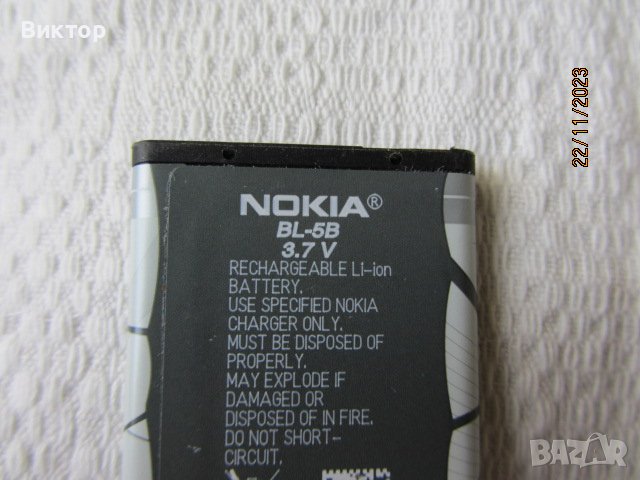 Виктор
22/11/2023
NOKIA®
BL-5B
3.7 V
RECHARGEABLE Li-ion
BATTERY.
USE SPECIFIED NOKIA
CHARGER ONLY.
MUST BE DISPOSED OF
PROPERLY.
MAY EXPLODE IF
DAMAGED OR
DISPOSED OF IN FIRE.
DO NOT SHORT-
CIRCUIT.
BAZAR